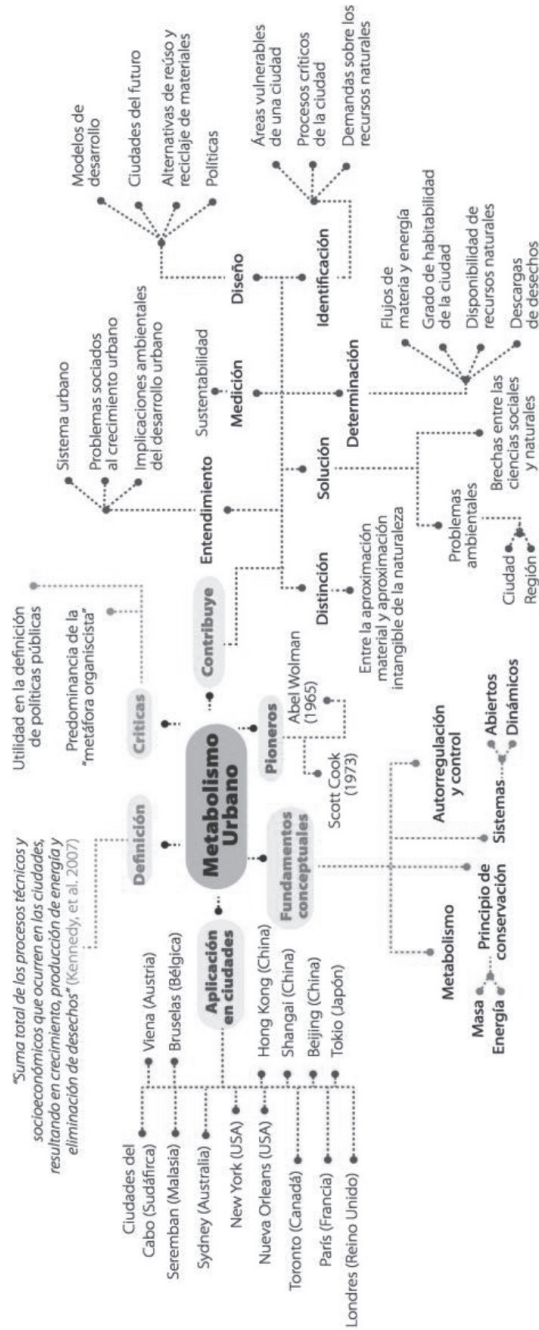 "Suma total de los procesos técnicos y
socioeconómicos que ocurren en las ciudades,
resultando en crecimiento, producción de energía y
eliminación de desechos" (Kennedy, et al. 2007)
Definición
Utilidad en la definición
de políticas públicas
Predominancia de la
"metáfora organiscista"
Criticas
Metabolismo
Urbano
Aplicación
en ciudades
Ciudades del
Cabo (Sudáfirca)
Viena (Austria)
Seremban (Malasia)
Bruselas (Bélgica)
Sydney (Australia)
New York (USA)
Nueva Orleans (USA)
Hong Kong (China)
Shangai (China)
Toronto (Canadá)
Beijing (China)
París (Francia)
Tokio (Japón)
Londres (Reino Unido)
Fundamentos
conceptuales
Metabolismo
Principio de
conservación
Masa
Energía
Sistemas
Abiertos
Dinámicos
Autorregulación
y control
Pioneros
Abel Wolman
(1965)
Scott Cook
(1973)
Contribuye
Entendimiento
Sistema urbano
Problemas sociados
al crecimiento urbano
Implicaciones ambientales
del desarrollo urbano
Medición
Sustentabilidad
Diseño
Modelos de
desarrollo
Ciudades del futuro
Alternativas de reúso y
reciclaje de materiales
Políticas
Distinción
Entre la aproximación
material y aproximación
intangible de la naturaleza
Solución
Problemas
ambientales
Ciudad
Región
Brechas entre las
ciencias sociales
y naturales
Determinación
Flujos de
materia y energía
Grado de habitabilidad
de la ciudad
Disponibilidad de
recursos naturales
Descargas
de desechos
Identificación
Áreas vulnerables
de una ciudad
Procesos críticos
de la ciudad
Demandas sobre los
recursos naturales